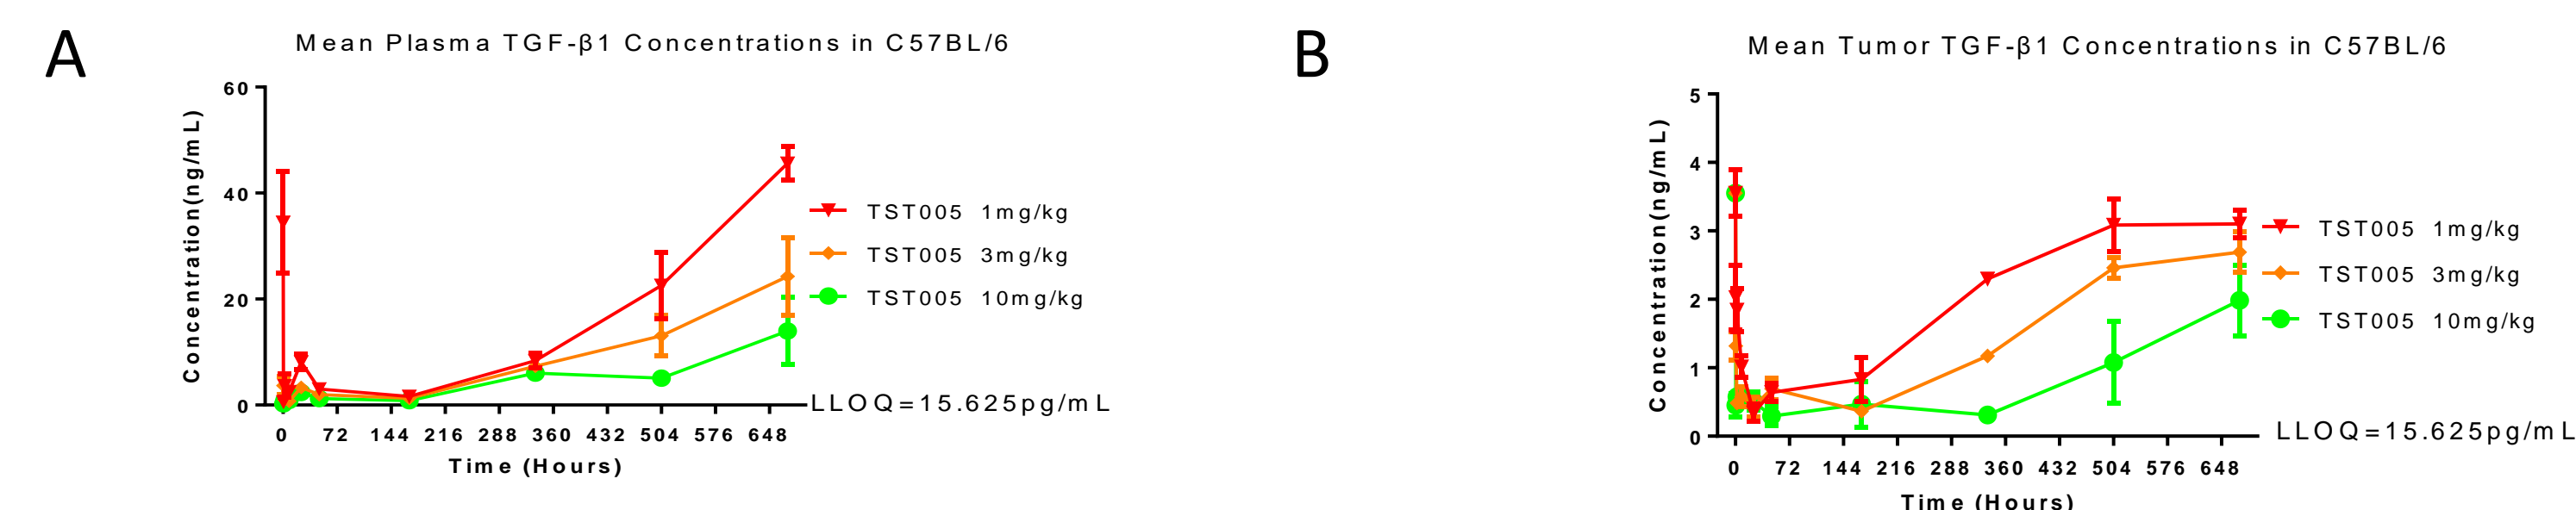 A
Mean Plasma TGF-β1 Concentrations in C57BL/6
Concentration(ng/mL)
60
40
20
0
0 72 144 216 288 360 432 504 576 648
Time (Hours)
TST005 1mg/kg
TST005 3mg/kg
TST005 10mg/kg
LLOQ=15.625pg/mL
B
Mean Tumor TGF-β1 Concentrations in C57BL/6
Concentration(ng/mL)
5
4
3
2
1
0
0 72 144 216 288 360 432 504 576 648
Time (Hours)
TST005 1mg/kg
TST005 3mg/kg
TST005 10mg/kg
LLOQ=15.625pg/mL